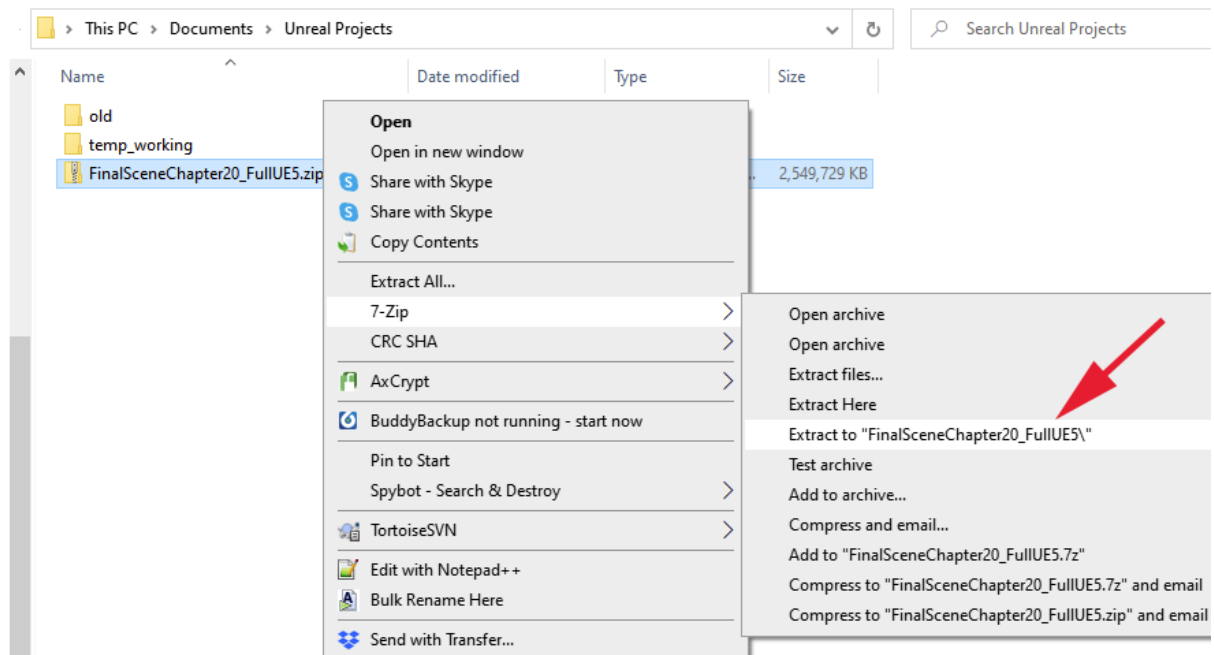 This PC > Documents > Unreal Projects
Search Unreal Projects
Name Date modified Type Size
old
temp_working
FinalSceneChapter20_FullUE5.zip .. 2,549,729 KB
Open
Open in new window
Share with Skype
Share with Skype
Copy Contents
Extract All...
7-Zip
CRC SHA
AxCrypt
BuddyBackup not running - start now
Pin to Start
Spybot - Search & Destroy
TortoiseSVN
Edit with Notepad++
Bulk Rename Here
Send with Transfer...
Open archive
Open archive
Extract files...
Extract Here
Extract to "FinalSceneChapter20_FullUE5\"
Test archive
Add to archive...
Compress and email...
Add to "FinalSceneChapter20_FullUE5.7z"
Compress to "FinalSceneChapter20_FullUE5.7z" and email
Compress to "FinalSceneChapter20_FullUE5.zip" and email